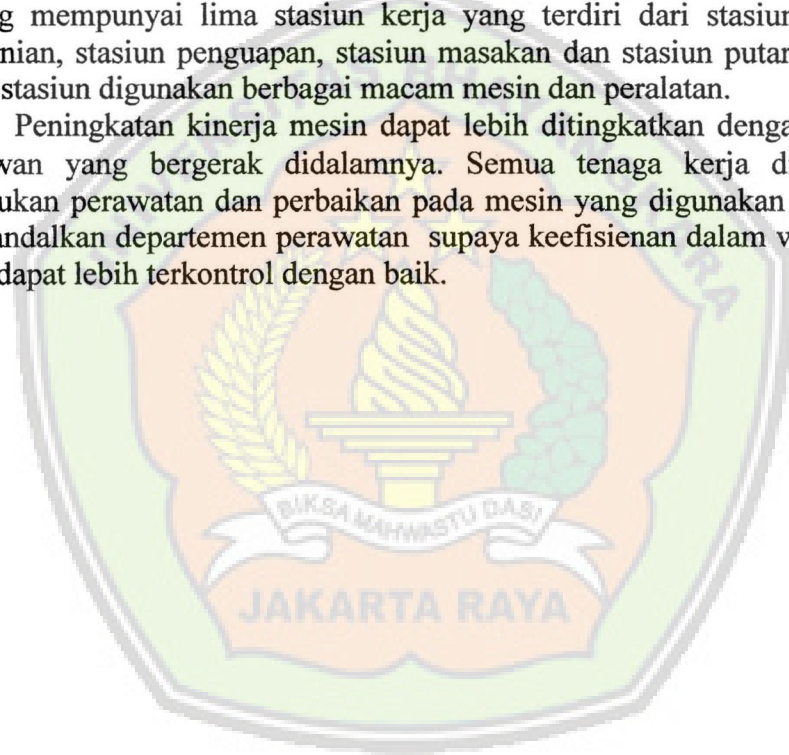 g mempunyai lima stasiun kerja yang terdiri dari stasiun
nian, stasiun penguapan, stasiun masakan dan stasiun putar
stasiun digunakan berbagai macam mesin dan peralatan.
Peningkatan kinerja mesin dapat lebih ditingkatkan denga
wan yang bergerak didalamnya. Semua tenaga kerja d
ukan perawatan dan perbaikan pada mesin yang digunakan
andalkan departemen perawatan supaya keefisienan dalam w
dapat lebih terkontrol dengan baik.
UNIVERSITAS BHAYANGKARA
BIKSA MAHWASTU DASI
JAKARTA RAYA